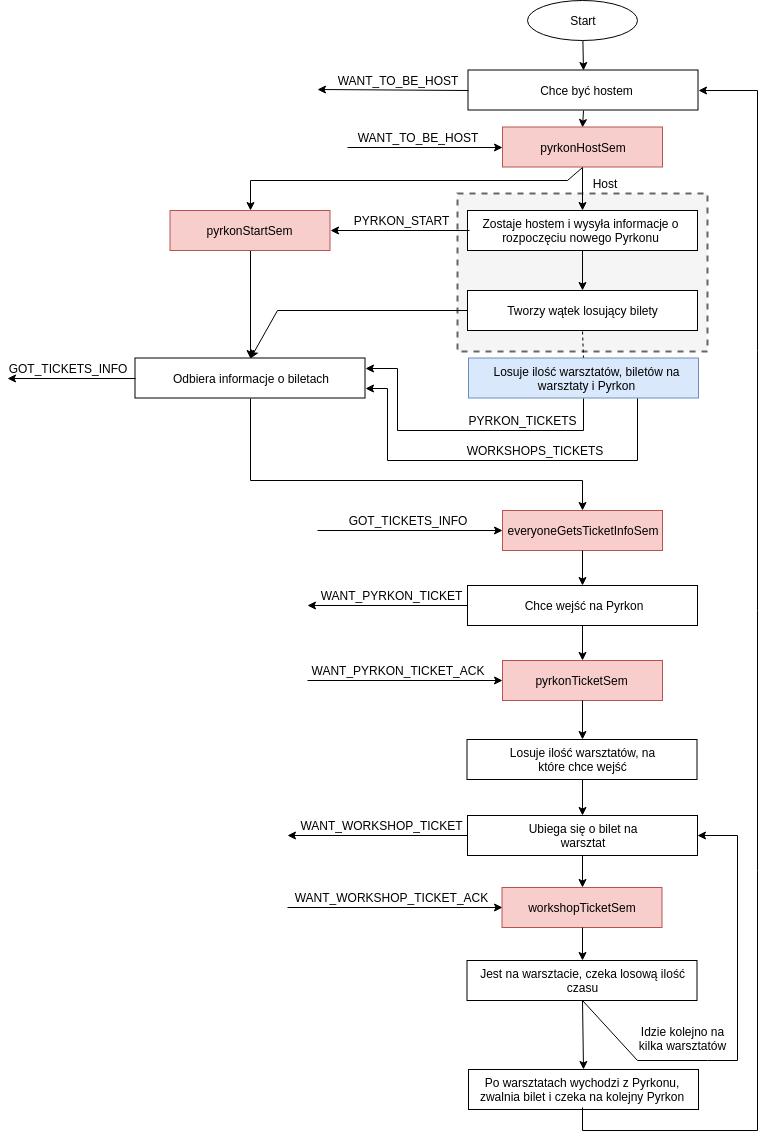 Start
WANT_TO_BE_HOST
Chce być hostem
WANT_TO_BE_HOST
pyrkonHostSem
Host
pyrkonStartSem
PYRKON_START
Zostaje hostem i wysyła informacje o
rozpoczęciu nowego Pyrkonu
Tworzy wątek losujący bilety
GOT_TICKETS_INFO
Odbiera informacje o biletach
Losuje ilość warsztatów, biletów na
warsztaty i Pyrkon
PYRKON_TICKETS
WORKSHOPS_TICKETS
GOT_TICKETS_INFO
everyoneGetsTicketInfoSem
WANT_PYRKON_TICKET
Chce wejść na Pyrkon
WANT_PYRKON_TICKET_ACK
pyrkonTicketSem
Losuje ilość warsztatów, na
które chce wejść
WANT_WORKSHOP_TICKET
Ubiega się o bilet na
warsztat
WANT_WORKSHOP_TICKET_ACK
workshopTicketSem
Jest na warsztacie, czeka losową ilość
czasu
Idzie kolejno na
kilka warsztatów
Po warsztatach wychodzi z Pyrkonu,
zwalnia bilet i czeka na kolejny Pyrkon